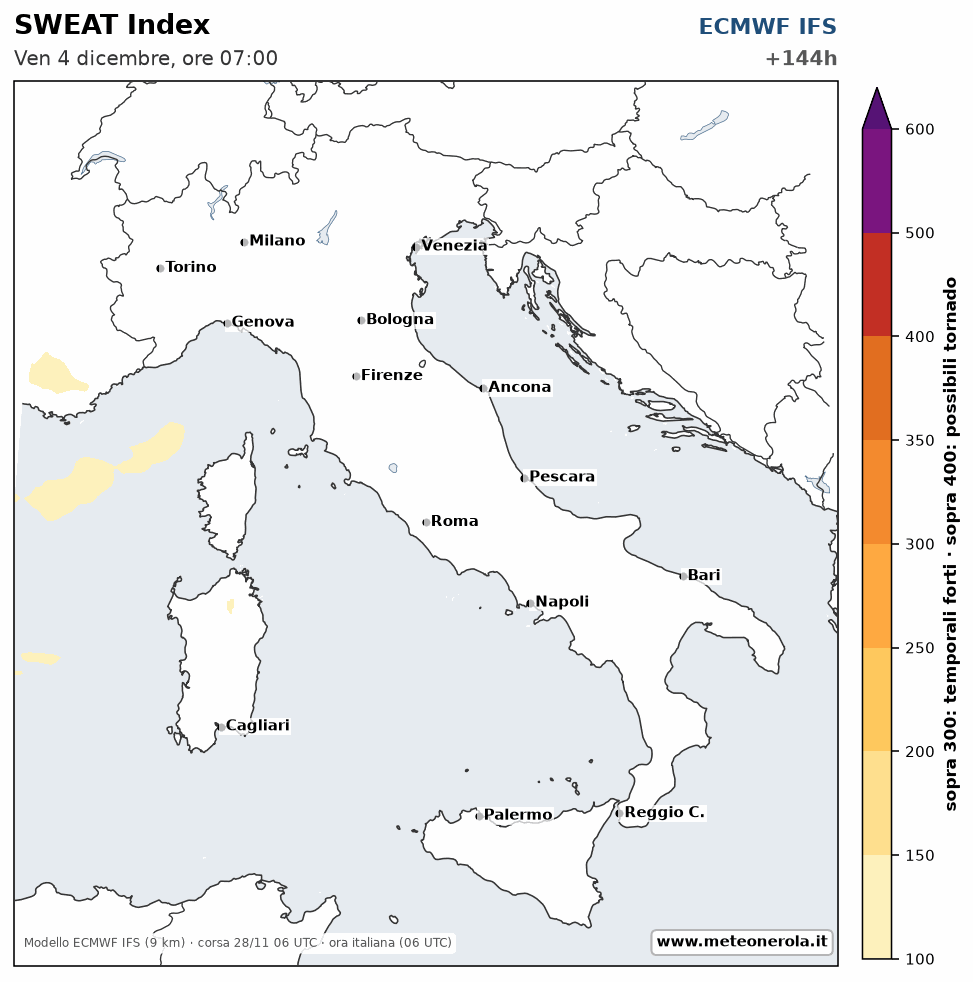 SWEAT Index
ECMWF IFS
Ven 4 dicembre, ore 07:00
+144h
Milano
Venezia
Torino
Genova
Bologna
Firenze
Ancona
Pescara
Roma
Bari
Napoli
Cagliari
Palermo
Reggio C.
600
500
400
350
300
250
200
150
100
sopra 300: temporali forti · sopra 400: possibili tornado
Modello ECMWF IFS (9 km) · corsa 28/11 06 UTC · ora italiana (06 UTC)
www.meteonerola.it